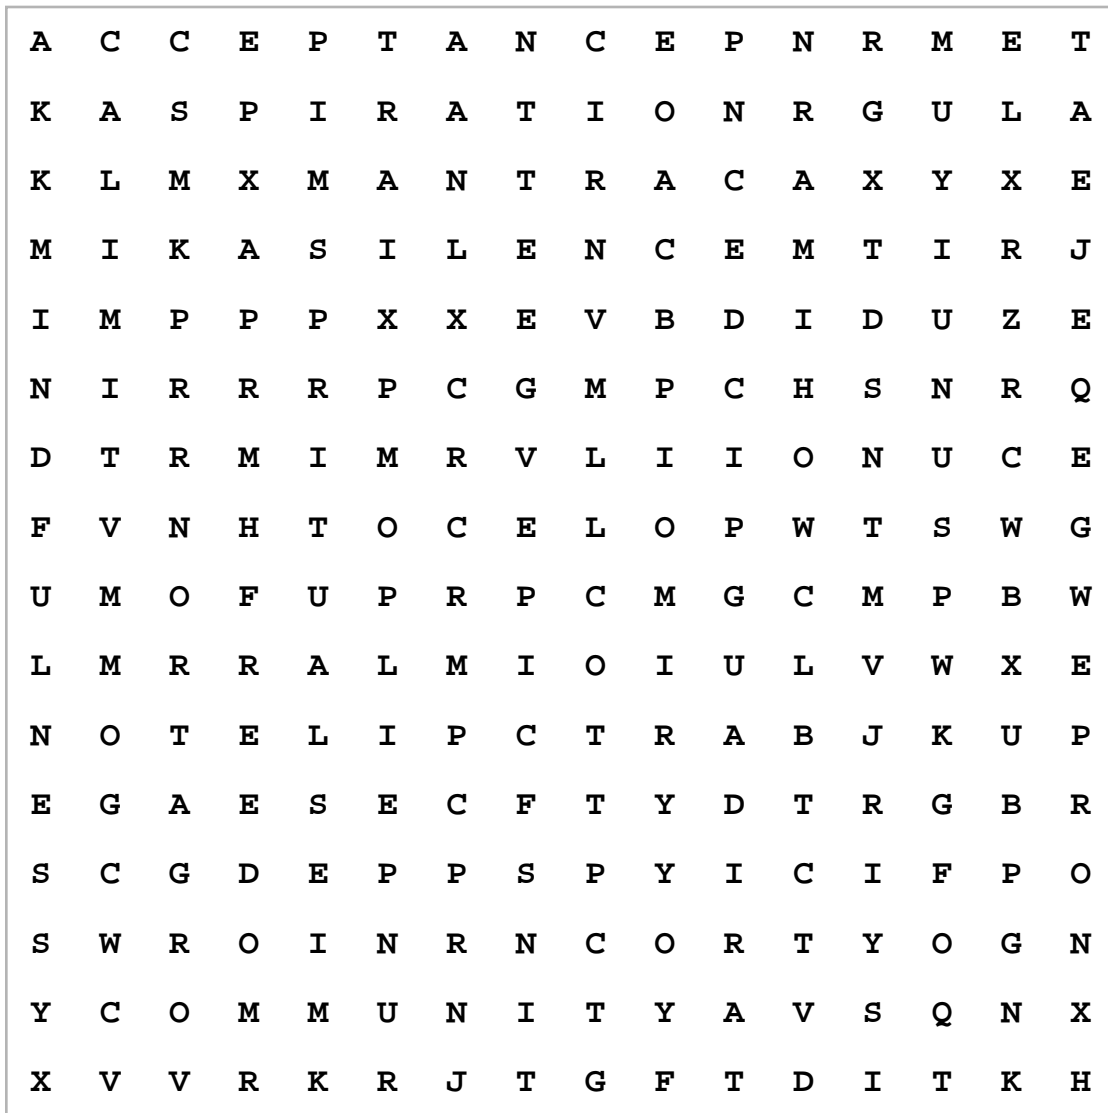 A C C E P T A N C E P N R M E T
K A S P I R A T I O N R G U L A
K L M X M A N T R A C A X Y X E
M I K A S I L E N C E M T I R J
I M P P P X X E V B D I D U Z E
N I R R R P C G M P C H S N R Q
D T R M I M R V L I I O N U C E
F V N H T O C E L O P W T S W G
U M O F U P R P C M G C M P B W
L M R R A L M I O I U L V W X E
N O T E L I P C T R A B J K U P
E G A E S E C F T Y D T R G B R
S C G D E P P S P Y I C I F P O
S W R O I N R N C O R T Y O G N
Y C O M M U N I T Y A V S Q N X
X V V R K R J T G F T D I T K H